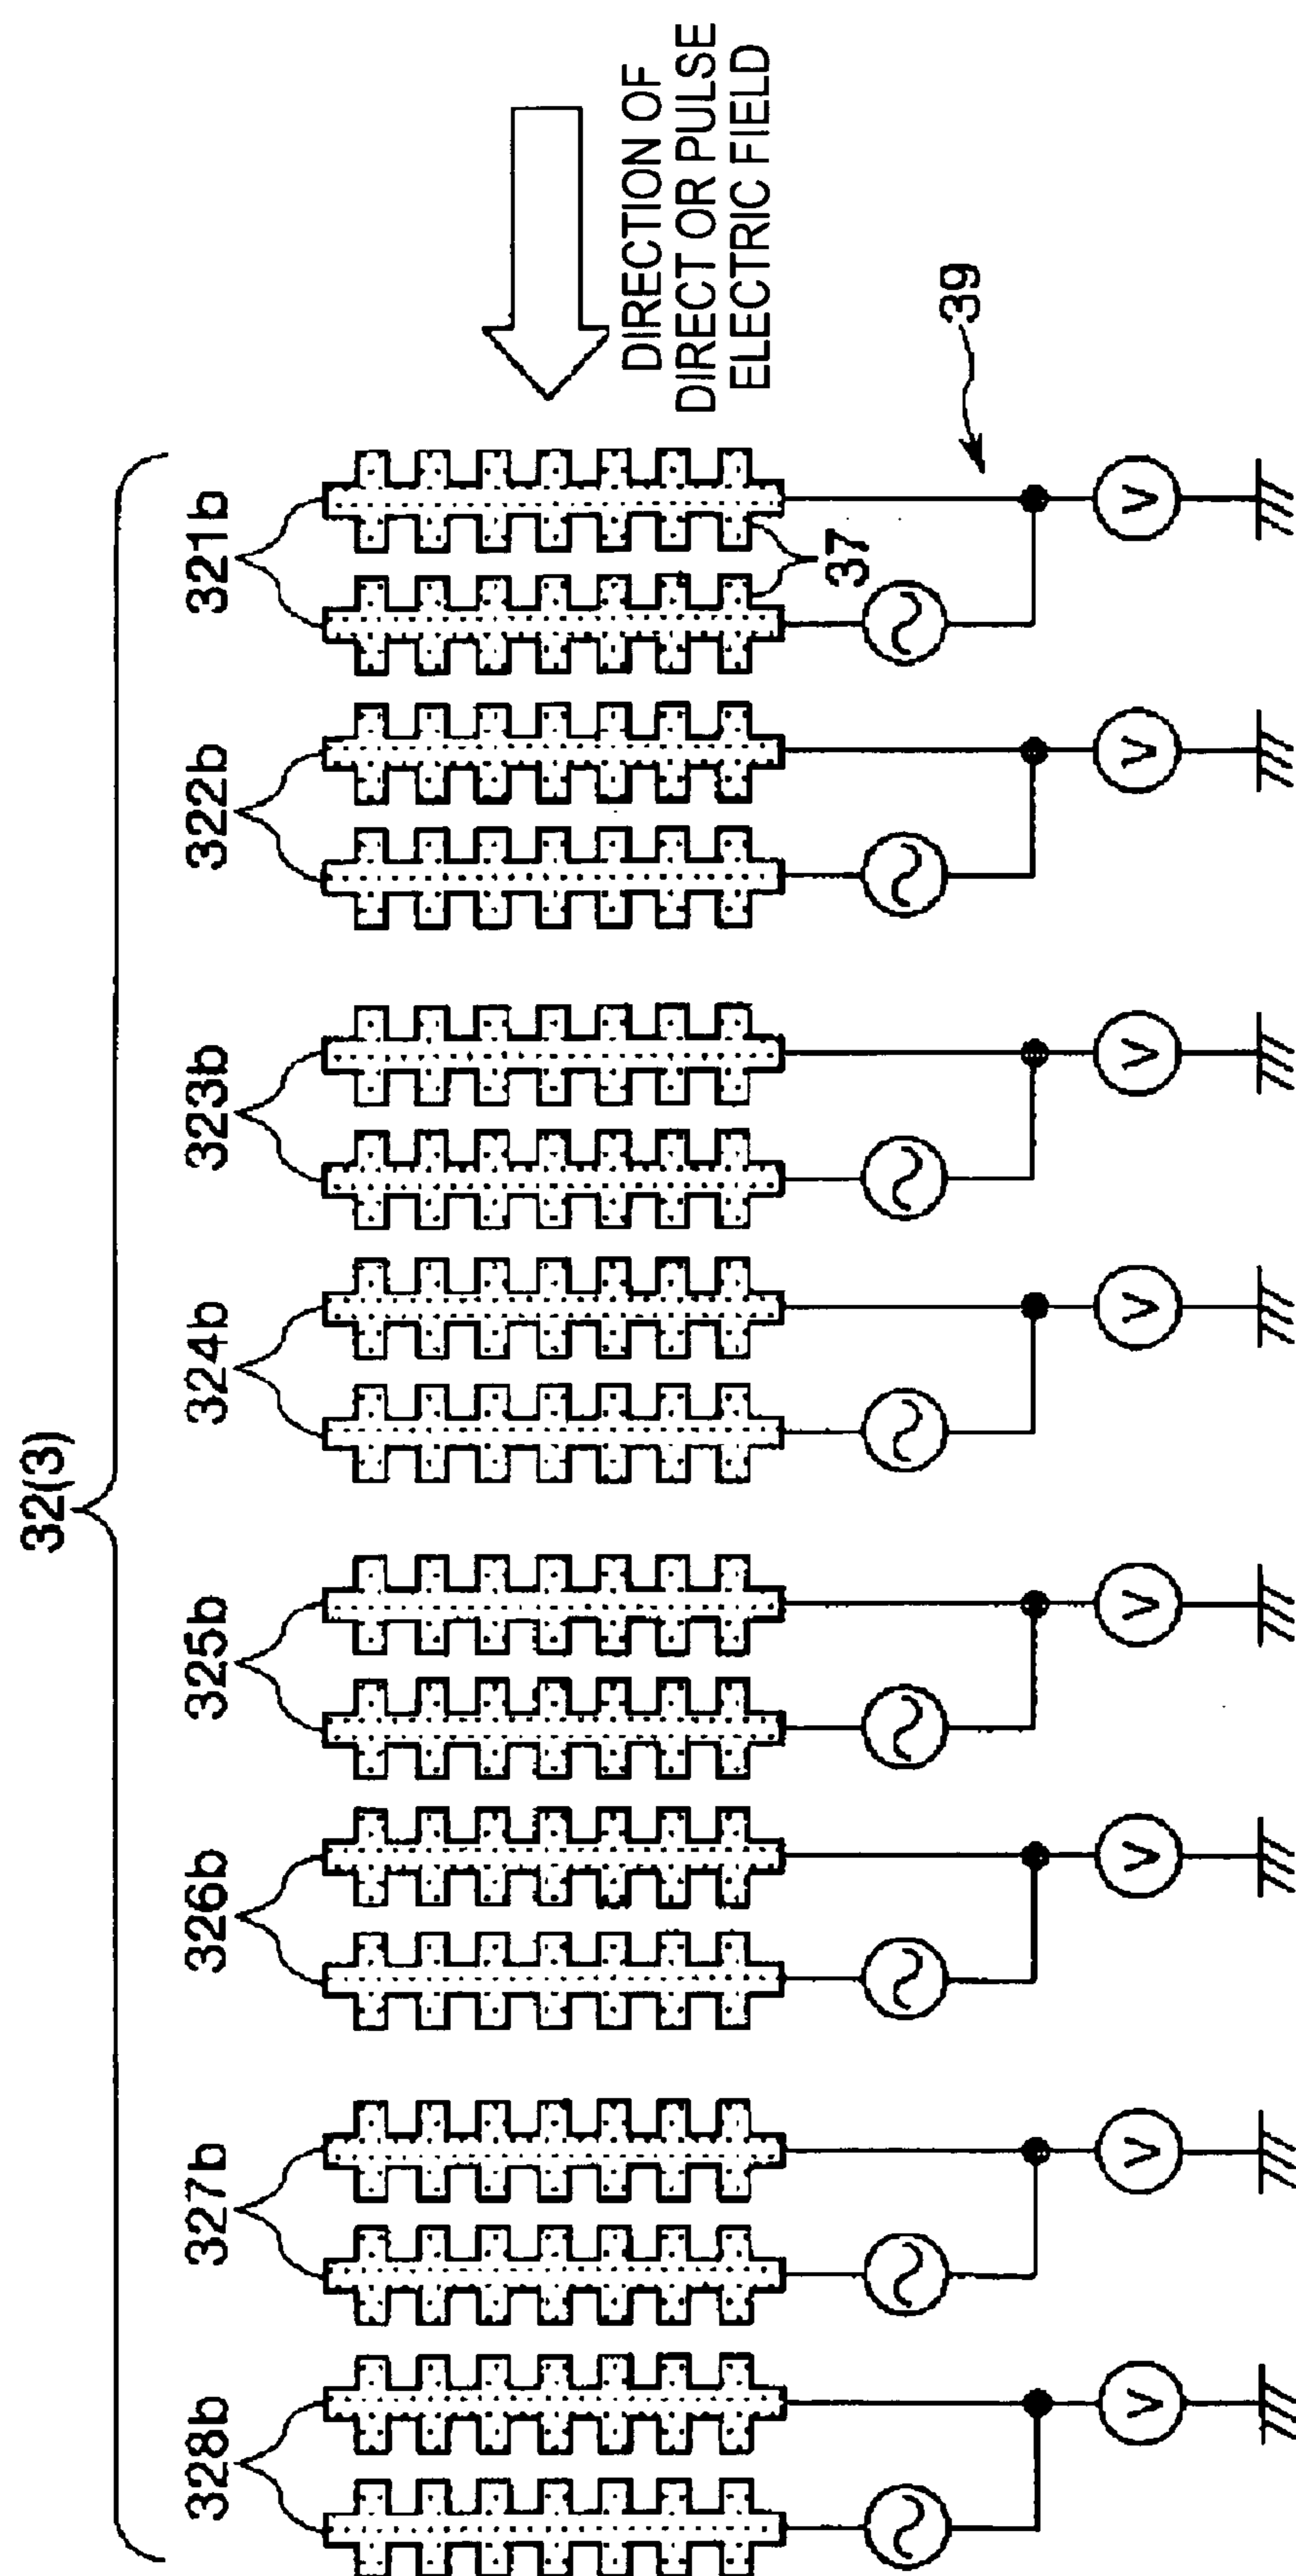 32(3)
328b
327b
326b
325b
324b
323b
322b
321b
DIRECTION OF
DIRECT OR PULSE
ELECTRIC FIELD
37
39
V
V
V
V
V
V
V
V